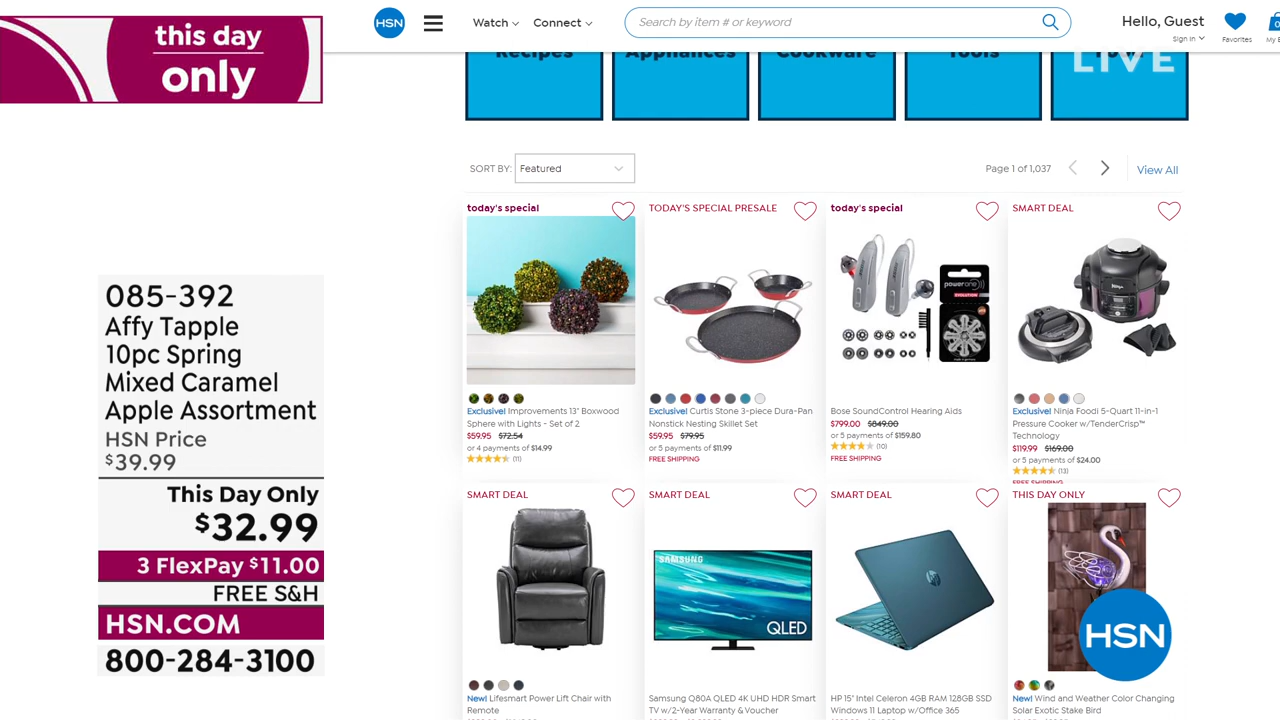 this day
only
HSN
Watch
Connect
Search by item # or keyword
Hello, Guest
Sign In
Favorites
0
Recipes
Appliances
Cookware
Tools
LIVE
SORT BY:
Featured
Page 1 of 1,037
View All
085-392
Affy Tapple
10pc Spring
Mixed Caramel
Apple Assortment
HSN Price
$39.99
This Day Only
$32.99
3 FlexPay $11.00
FREE S&H
HSN.COM
800-284-3100
today's special
Exclusive! Improvements 13" Boxwood
Sphere with Lights - Set of 2
$59.95 $72.54
or 4 payments of $14.99
(11)
TODAY'S SPECIAL PRESALE
Exclusive! Curtis Stone 3-piece Dura-Pan
Nonstick Nesting Skillet Set
$59.95 $79.95
or 5 payments of $11.99
FREE SHIPPING
today's special
powerone
EVOLUTION
Bose SoundControl Hearing Aids
$799.00 $849.00
or 5 payments of $159.80
(10)
FREE SHIPPING
SMART DEAL
Exclusive! Ninja Foodi 5-Quart 11-in-1
Pressure Cooker w/TenderCrisp™
Technology
$119.99 $169.00
or 5 payments of $24.00
(13)
FREE SHIPPING
SMART DEAL
New! Lifesmart Power Lift Chair with
Remote
SMART DEAL
SAMSUNG
QLED
Samsung Q80A QLED 4K UHD HDR Smart
TV w/2-Year Warranty & Voucher
SMART DEAL
HP 15" Intel Celeron 4GB RAM 128GB SSD
Windows 11 Laptop w/Office 365
THIS DAY ONLY
HSN
New! Wind and Weather Color Changing
Solar Exotic Stake Bird